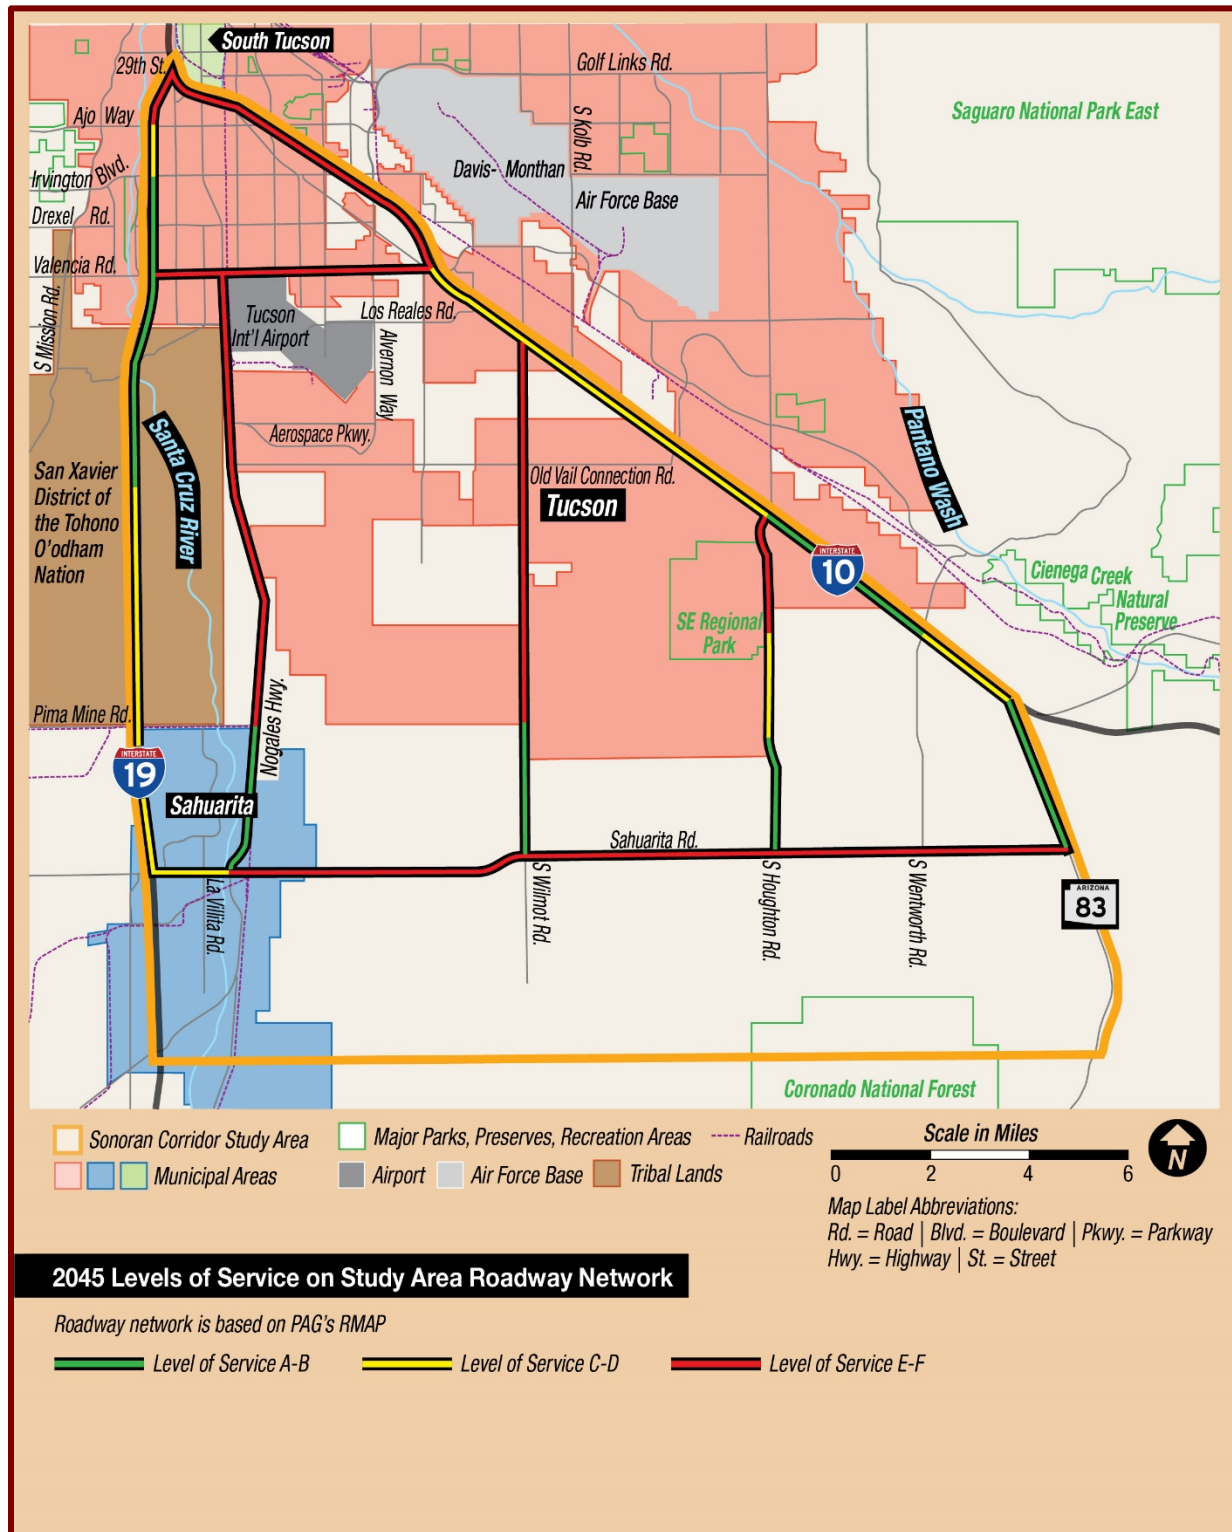 South Tucson
29th St.
Golf Links Rd.
Ajo Way
S Kolb Rd.
Saguaro National Park East
Irvington Blvd.
Davis- Monthan
Air Force Base
Drexel Rd.
Valencia Rd.
S Mission Rd.
Tucson
Int'l Airport
Los Reales Rd.
Alvernon Way
Santa Cruz River
Aerospace Pkwy.
Pantano Wash
San Xavier
District of
the Tohono
O'odham
Nation
Old Vail Connection Rd.
Tucson
INTERSTATE
10
Cienega Creek
Natural
Preserve
SE Regional
Park
Pima Mine Rd.
Nogales Hwy.
INTERSTATE
19
Sahuarita
Sahuarita Rd.
La Villita Rd.
S Wilmot Rd.
S Houghton Rd.
S Wentworth Rd.
ARIZONA
83
Coronado National Forest
Sonoran Corridor Study Area
Major Parks, Preserves, Recreation Areas
Railroads
Municipal Areas
Airport
Air Force Base
Tribal Lands
Scale in Miles
0 2 4 6
N
Map Label Abbreviations:
Rd. = Road | Blvd. = Boulevard | Pkwy. = Parkway
Hwy. = Highway | St. = Street
2045 Levels of Service on Study Area Roadway Network
Roadway network is based on PAG's RMAP
Level of Service A-B
Level of Service C-D
Level of Service E-F